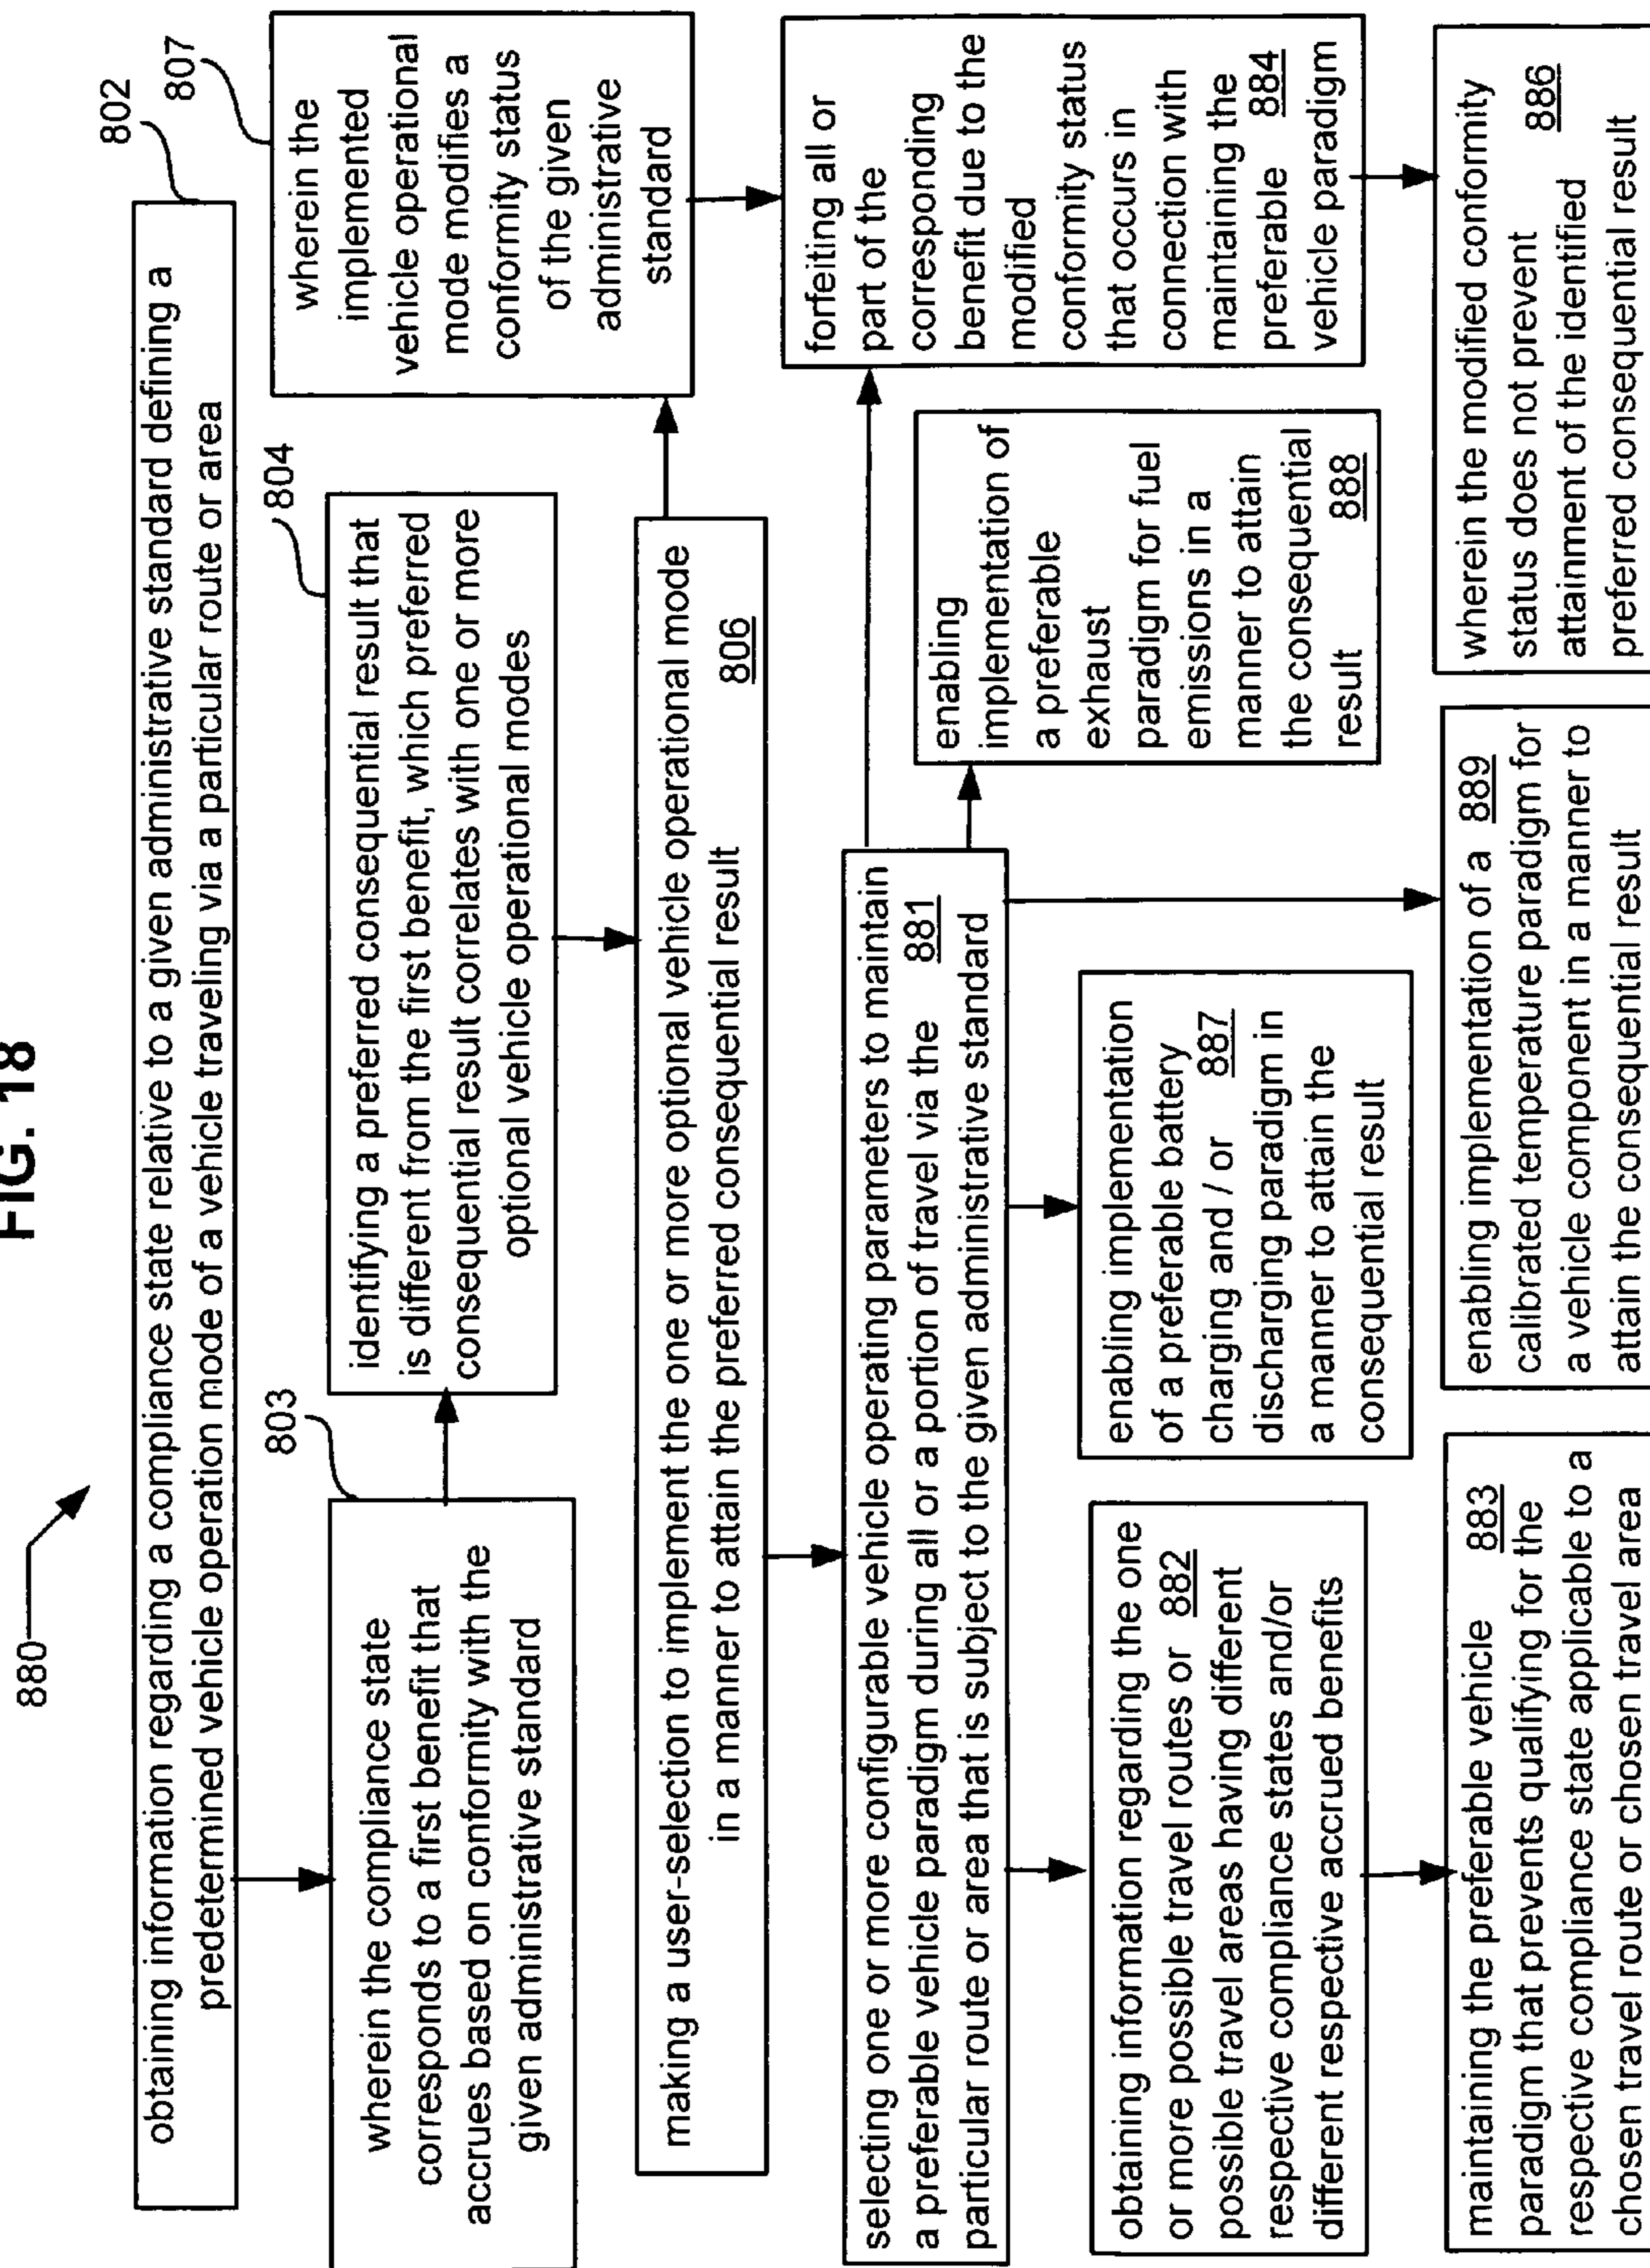 FIG. 18
880
802
obtaining information regarding a compliance state relative to a given administrative standard defining a
predetermined vehicle operation mode of a vehicle traveling via a particular route or area
803
wherein the compliance state
corresponds to a first benefit that
accrues based on conformity with the
given administrative standard
804
identifying a preferred consequential result that
is different from the first benefit, which preferred
consequential result correlates with one or more
optional vehicle operational modes
807
wherein the
implemented
vehicle operational
mode modifies a
conformity status
of the given
administrative
standard
making a user-selection to implement the one or more optional vehicle operational mode
in a manner to attain the preferred consequential result 806
selecting one or more configurable vehicle operating parameters to maintain
a preferable vehicle paradigm during all or a portion of travel via the 881
particular route or area that is subject to the given administrative standard
forfeiting all or
part of the
corresponding
benefit due to the
modified
conformity status
that occurs in
connection with
maintaining the
preferable 884
vehicle paradigm
enabling
implementation of
a preferable
exhaust
paradigm for fuel
emissions in a
manner to attain
the consequential
result 888
obtaining information regarding the one
or more possible travel routes or 882
possible travel areas having different
respective compliance states and/or
different respective accrued benefits
enabling implementation
of a preferable battery
charging and / or 887
discharging paradigm in
a manner to attain the
consequential result
maintaining the preferable vehicle 883
paradigm that prevents qualifying for the
respective compliance state applicable to a
chosen travel route or chosen travel area
enabling implementation of a 889
calibrated temperature paradigm for
a vehicle component in a manner to
attain the consequential result
wherein the modified conformity
status does not prevent 886
attainment of the identified
preferred consequential result